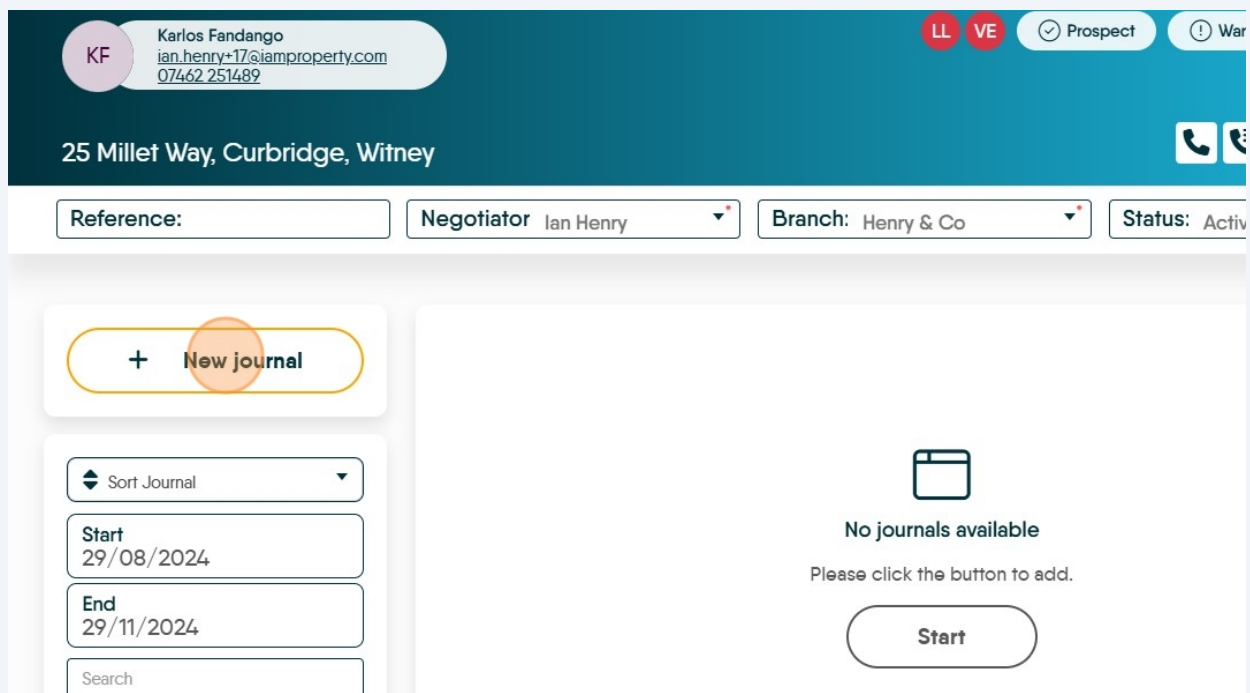 KF
Karlos Fandango
ian.henry+17@iamproperty.com
07462 251489
LL VE Prospect
25 Millet Way, Curbridge, Witney
Reference: Negotiator Ian Henry Branch: Henry & Co Status:
+ New journal
Sort Journal
Start
29/08/2024
End
29/11/2024
Search
No journals available
Please click the button to add.
Start